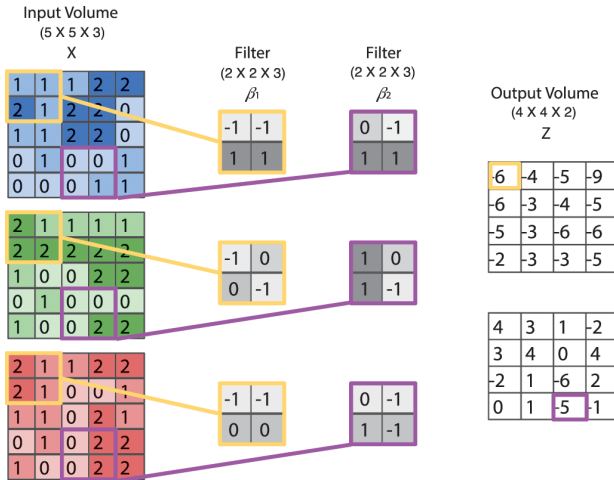 Input Volume
(5 X 5 X 3)
X
Filter
(2 X 2 X 3)
β1
Filter
(2 X 2 X 3)
β2
Output Volume
(4 X 4 X 2)
Z
1 1 1 2 2
2 1 2 2 0
1 1 2 2 0
0 1 0 0 1
0 0 0 1 1
-1 -1
1 1
0 -1
1 1
2 1 1 1 1
2 2 2 2 2
1 0 0 2 2
0 1 0 0 0
1 0 0 2 2
-1 0
0 -1
1 0
1 -1
2 1 1 2 2
2 1 0 0 1
1 1 0 2 1
0 1 0 2 2
1 0 0 2 2
-1 -1
0 0
0 -1
1 -1
-6 -4 -5 -9
-6 -3 -4 -5
-5 -3 -6 -6
-2 -3 -3 -5
4 3 1 -2
3 4 0 4
-2 1 -6 2
0 1 -5 -1